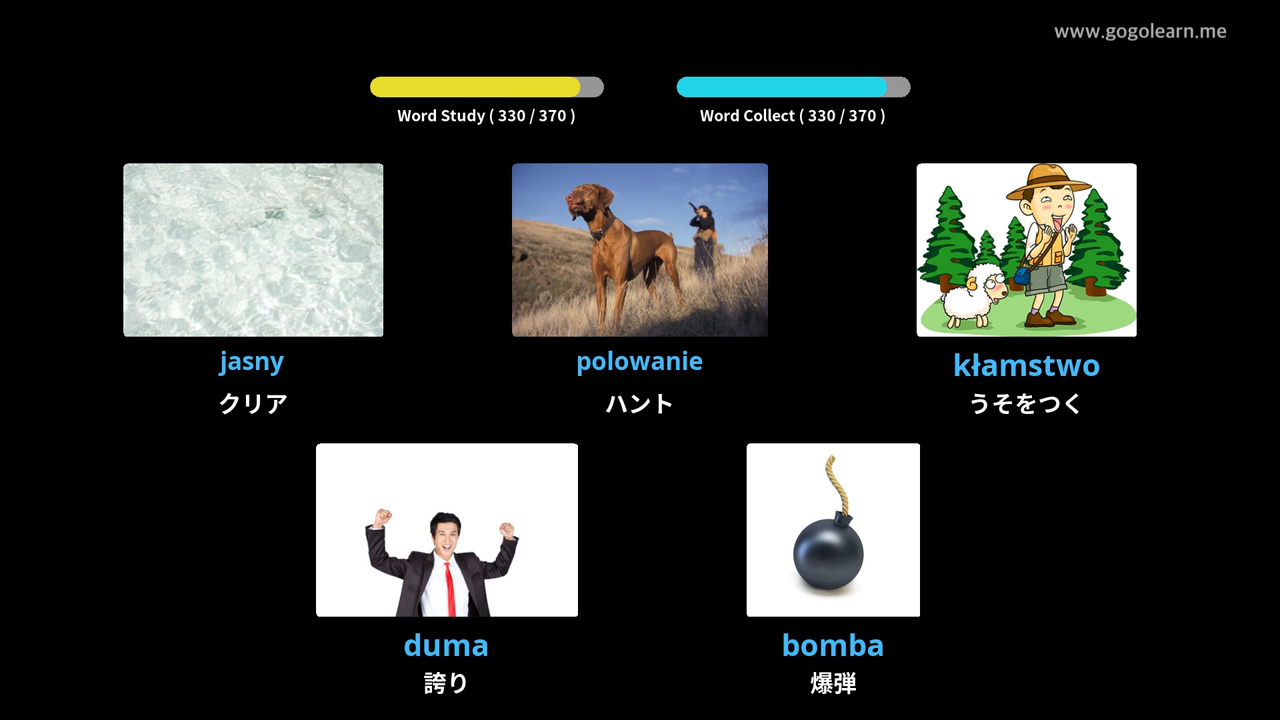 www.gogolearn.me
Word Study ( 330 / 370 )
Word Collect ( 330 / 370 )
jasny
クリア
polowanie
ハント
kłamstwo
うそをつく
duma
誇り
bomba
爆弾